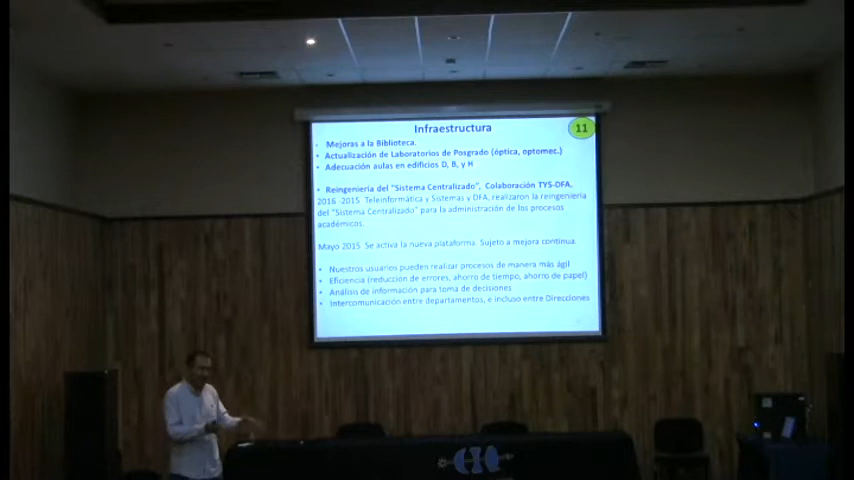 Infraestructura
11
• Mejoras a la Biblioteca.
• Actualización de Laboratorios de Posgrado (óptica, optomec.)
• Adecuación aulas en edificios D, B, y H
• Reingeniería del "Sistema Centralizado", Colaboración TYS-DFA.
2016 -2015 Teleinformática y Sistemas y DFA, realizaron la reingeniería
del "Sistema Centralizado" para la administración de los procesos
académicos.
Mayo 2015 Se activa la nueva plataforma. Sujeto a mejora continua.
• Nuestros usuarios pueden realizar procesos de manera más ágil
• Eficiencia (reducción de errores, ahorro de tiempo, ahorro de papel)
• Análisis de información para toma de decisiones
• Intercomunicación entre departamentos, e incluso entre Direcciones
CIO